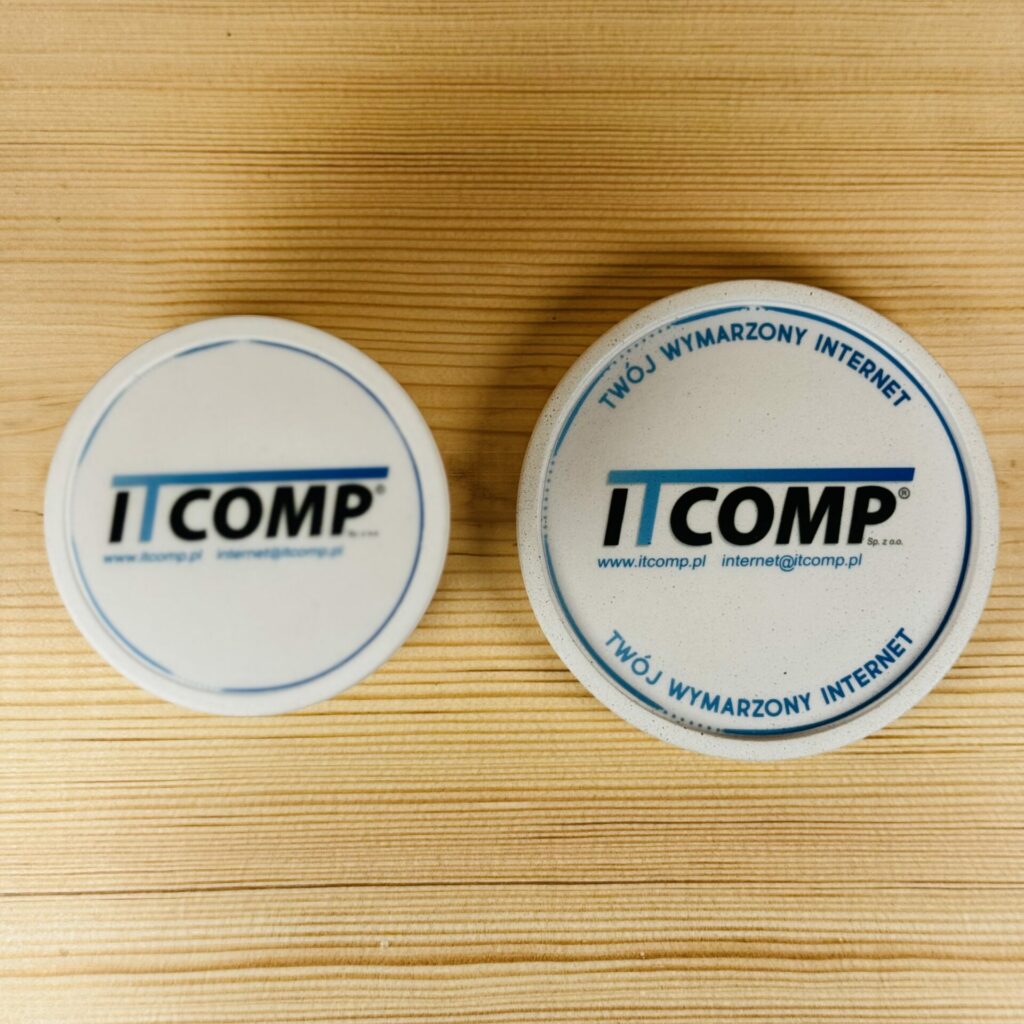 ITCOMP®
Sp. z o.o.
www.itcomp.pl internet@itcomp.pl
TWÓJ WYMARZONY INTERNET
ITCOMP®
Sp. z o.o.
www.itcomp.pl internet@itcomp.pl
TWÓJ WYMARZONY INTERNET